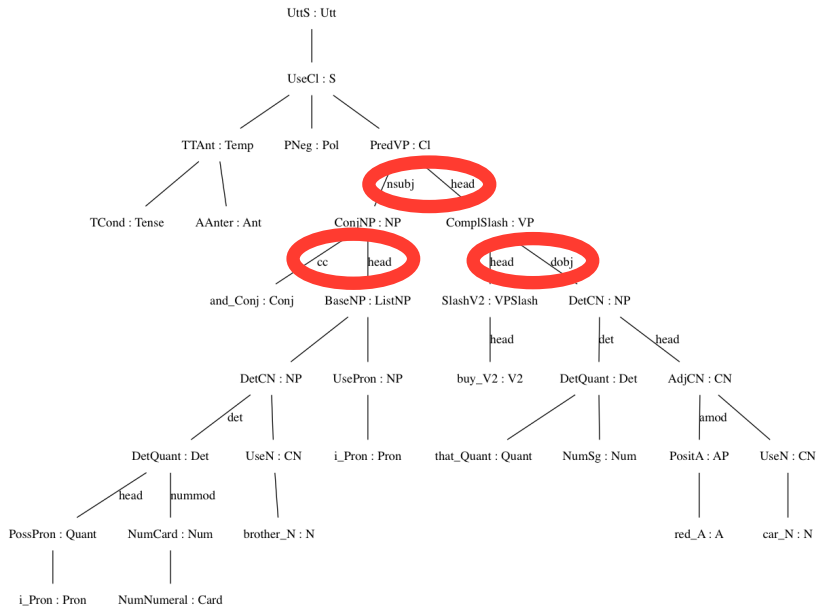 UttS : Utt
UseCl : S
TTAnt : Temp PNeg : Pol PredVP : Cl
nsubj head
TCond : Tense AAnter : Ant ConjNP : NP ComplSlash : VP
cc head head dobj
and_Conj : Conj BaseNP : ListNP SlashV2 : VPSlash DetCN : NP
head det head
DetCN : NP UsePron : NP buy_V2 : V2 DetQuant : Det AdjCN : CN
det amod
DetQuant : Det UseN : CN i_Pron : Pron that_Quant : Quant NumSg : Num PositA : AP UseN : CN
head nummod
PossPron : Quant NumCard : Num brother_N : N red_A : A car_N : N
i_Pron : Pron NumNumeral : Card